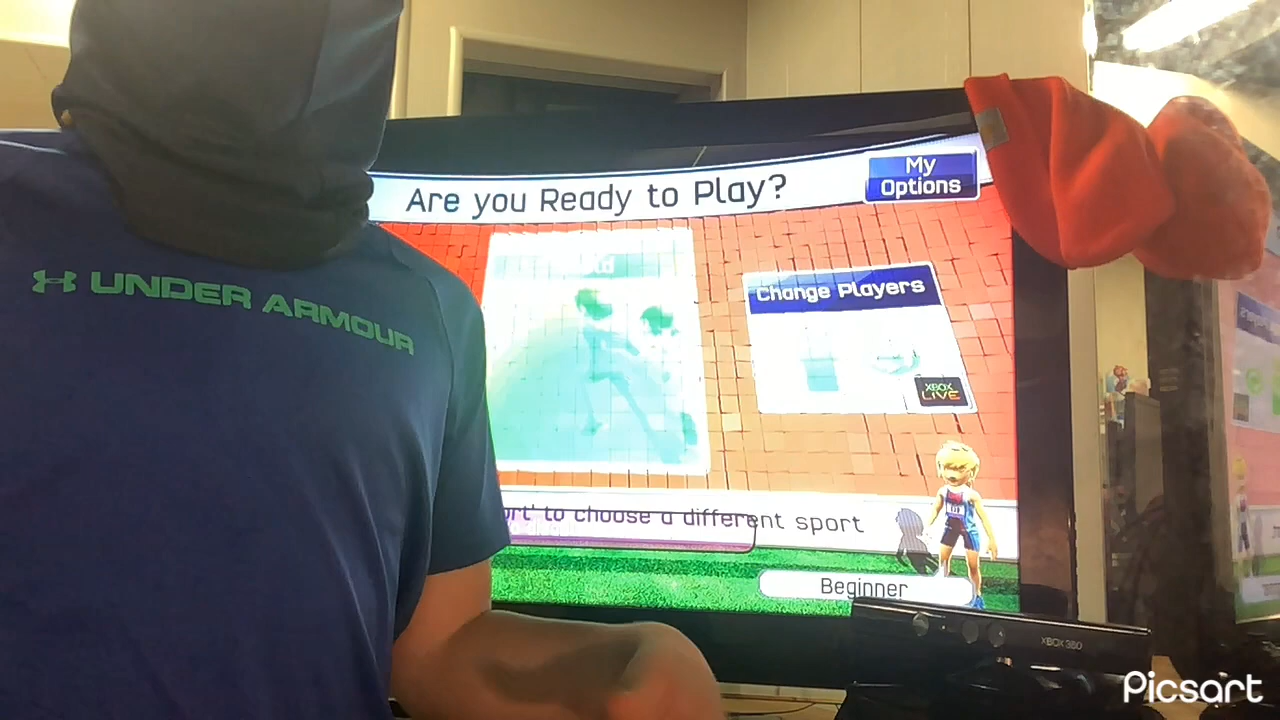 Are you Ready to Play?
My
Options
Change Players
XBOX
LIVE
UNDER ARMOUR
to choose a different sport
Beginner
XBOX 360
Picsart